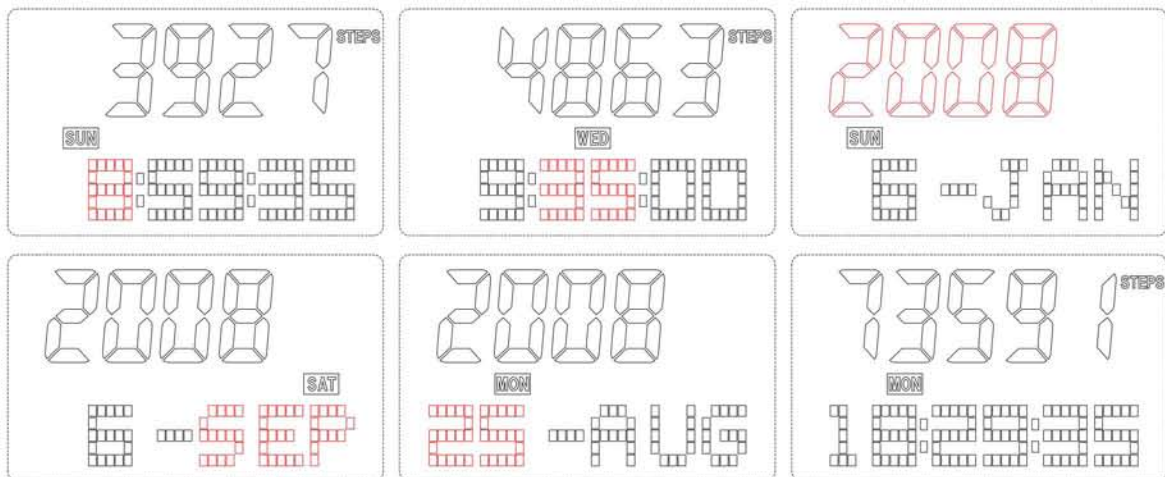 3927 STEPS
SUN
8:59:35
4863 STEPS
WED
9:35:00
2008
SUN
6-JAN
2008
SAT
6-SEP
2008
MON
25-AUG
73591 STEPS
MON
18:29:35